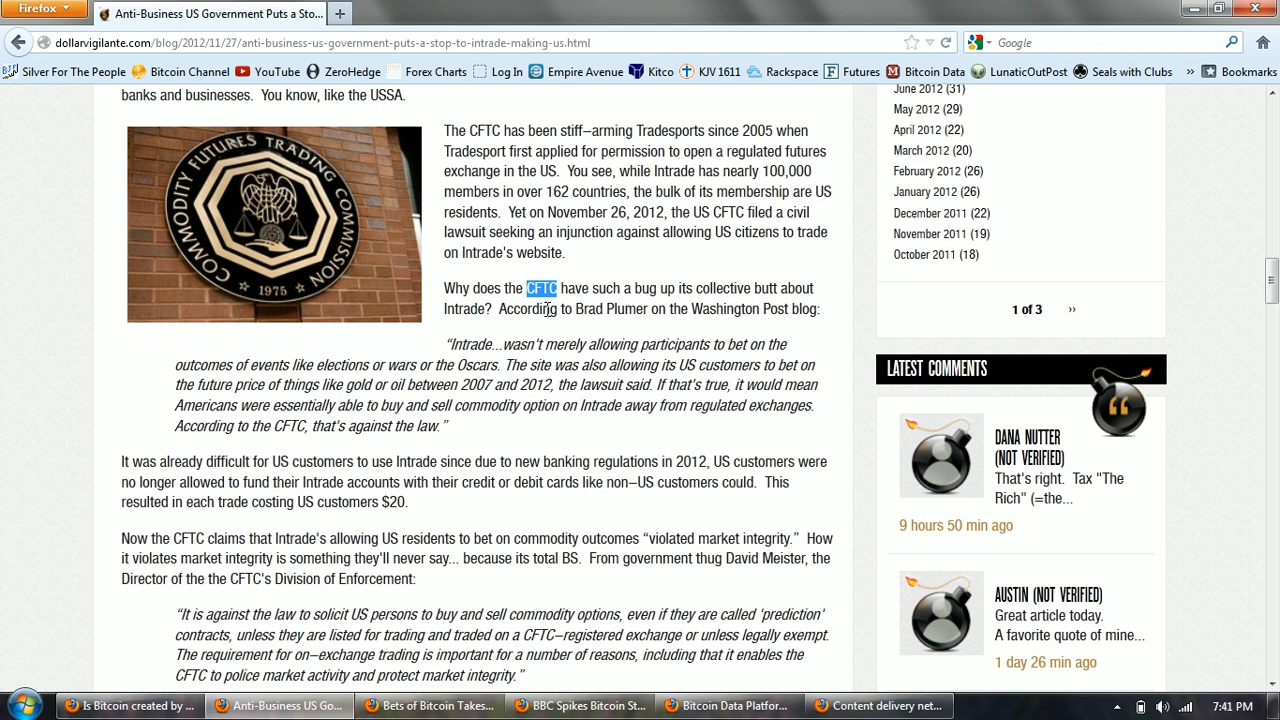 Firefox
Anti-Business US Government Puts a Sto...
dollarvigilante.com/blog/2012/11/27/anti-business-us-government-puts-a-stop-to-intrade-making-us.html
Google
Silver For The People
Bitcoin Channel
YouTube
ZeroHedge
Forex Charts
Log In
Empire Avenue
Kitco
KJV 1611
Rackspace
Futures
Bitcoin Data
LunaticOutPost
Seals with Clubs
»
Bookmarks
banks and businesses. You know, like the USSA.
COMMODITY FUTURES TRADING COMMISSION
1975
The CFTC has been stiff-arming Tradesports since 2005 when
Tradesport first applied for permission to open a regulated futures
exchange in the US. You see, while Intrade has nearly 100,000
members in over 162 countries, the bulk of its membership are US
residents. Yet on November 26, 2012, the US CFTC filed a civil
lawsuit seeking an injunction against allowing US citizens to trade
on Intrade's website.
Why does the CFTC have such a bug up its collective butt about
Intrade? According to Brad Plumer on the Washington Post blog:
“Intrade...wasn't merely allowing participants to bet on the
outcomes of events like elections or wars or the Oscars. The site was also allowing its US customers to bet on
the future price of things like gold or oil between 2007 and 2012, the lawsuit said. If that's true, it would mean
Americans were essentially able to buy and sell commodity option on Intrade away from regulated exchanges.
According to the CFTC, that's against the law.”
It was already difficult for US customers to use Intrade since due to new banking regulations in 2012, US customers were
no longer allowed to fund their Intrade accounts with their credit or debit cards like non-US customers could. This
resulted in each trade costing US customers $20.
Now the CFTC claims that Intrade's allowing US residents to bet on commodity outcomes “violated market integrity.” How
it violates market integrity is something they'll never say... because its total BS. From government thug David Meister, the
Director of the the CFTC's Division of Enforcement:
“It is against the law to solicit US persons to buy and sell commodity options, even if they are called 'prediction'
contracts, unless they are listed for trading and traded on a CFTC-registered exchange or unless legally exempt.
The requirement for on-exchange trading is important for a number of reasons, including that it enables the
CFTC to police market activity and protect market integrity.”
June 2012 (31)
May 2012 (29)
April 2012 (22)
March 2012 (20)
February 2012 (26)
January 2012 (26)
December 2011 (22)
November 2011 (19)
October 2011 (18)
1 of 3 ››
LATEST COMMENTS
DANA NUTTER
(NOT VERIFIED)
That's right. Tax "The
Rich" (=the...
9 hours 50 min ago
AUSTIN (NOT VERIFIED)
Great article today.
A favorite quote of mine...
1 day 26 min ago
Is Bitcoin created by ...
Anti-Business US Go...
Bets of Bitcoin Takes...
BBC Spikes Bitcoin St...
Bitcoin Data Platfor...
Content delivery net...
7:41 PM